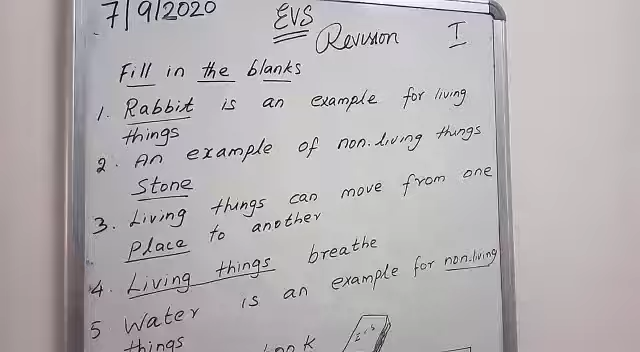 7/9/2020
EVS
Revision I
Fill in the blanks
1. Rabbit is an example for living
things
2. An example of non-living things
Stone
3. Living things can move from one
place to another
4. Living things breathe
5 Water is an example for non-living
things